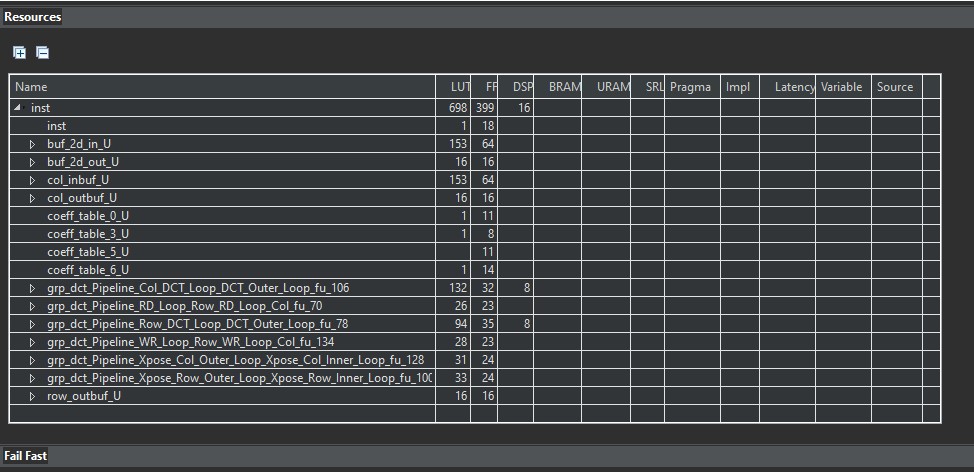 Resources
Name LUT FF DSP BRAM URAM SRL Pragma Impl Latency Variable Source
inst 698 399 16
inst 1 18
buf_2d_in_U 153 64
buf_2d_out_U 16 16
col_inbuf_U 153 64
col_outbuf_U 16 16
coeff_table_0_U 1 11
coeff_table_3_U 1 8
coeff_table_5_U 11
coeff_table_6_U 1 14
grp_dct_Pipeline_Col_DCT_Loop_DCT_Outer_Loop_fu_106 132 32 8
grp_dct_Pipeline_RD_Loop_Row_RD_Loop_Col_fu_70 26 23
grp_dct_Pipeline_Row_DCT_Loop_DCT_Outer_Loop_fu_78 94 35 8
grp_dct_Pipeline_WR_Loop_Row_WR_Loop_Col_fu_134 28 23
grp_dct_Pipeline_Xpose_Col_Outer_Loop_Xpose_Col_Inner_Loop_fu_128 31 24
grp_dct_Pipeline_Xpose_Row_Outer_Loop_Xpose_Row_Inner_Loop_fu_100 33 24
row_outbuf_U 16 16
Fail Fast